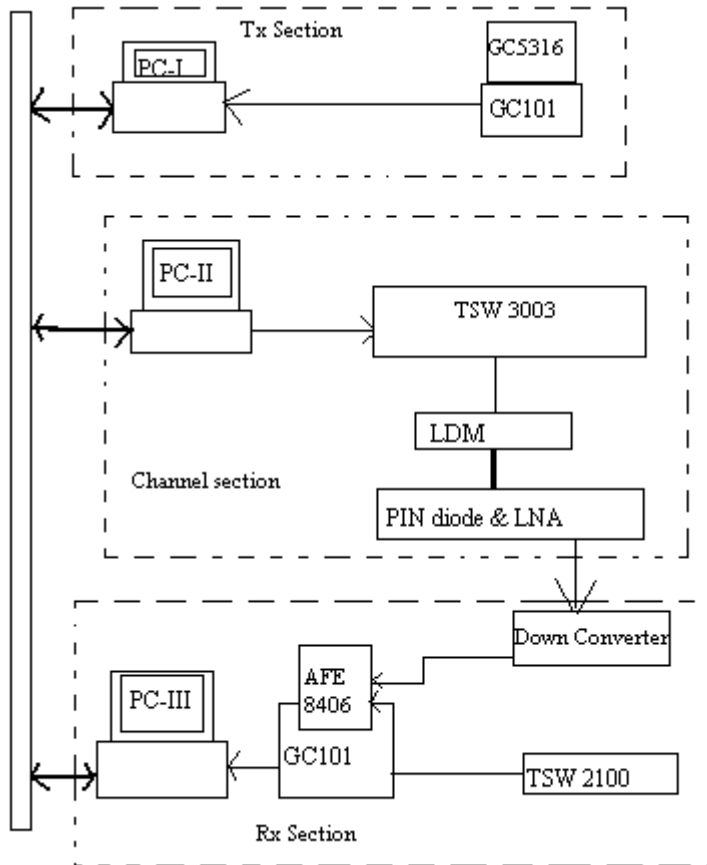 Tx Section
PC-I
GC5316
GC101
PC-II
TSW 3003
LDM
Channel section
PIN diode & LNA
Down Converter
PC-III
AFE
8406
GC101
TSW 2100
Rx Section